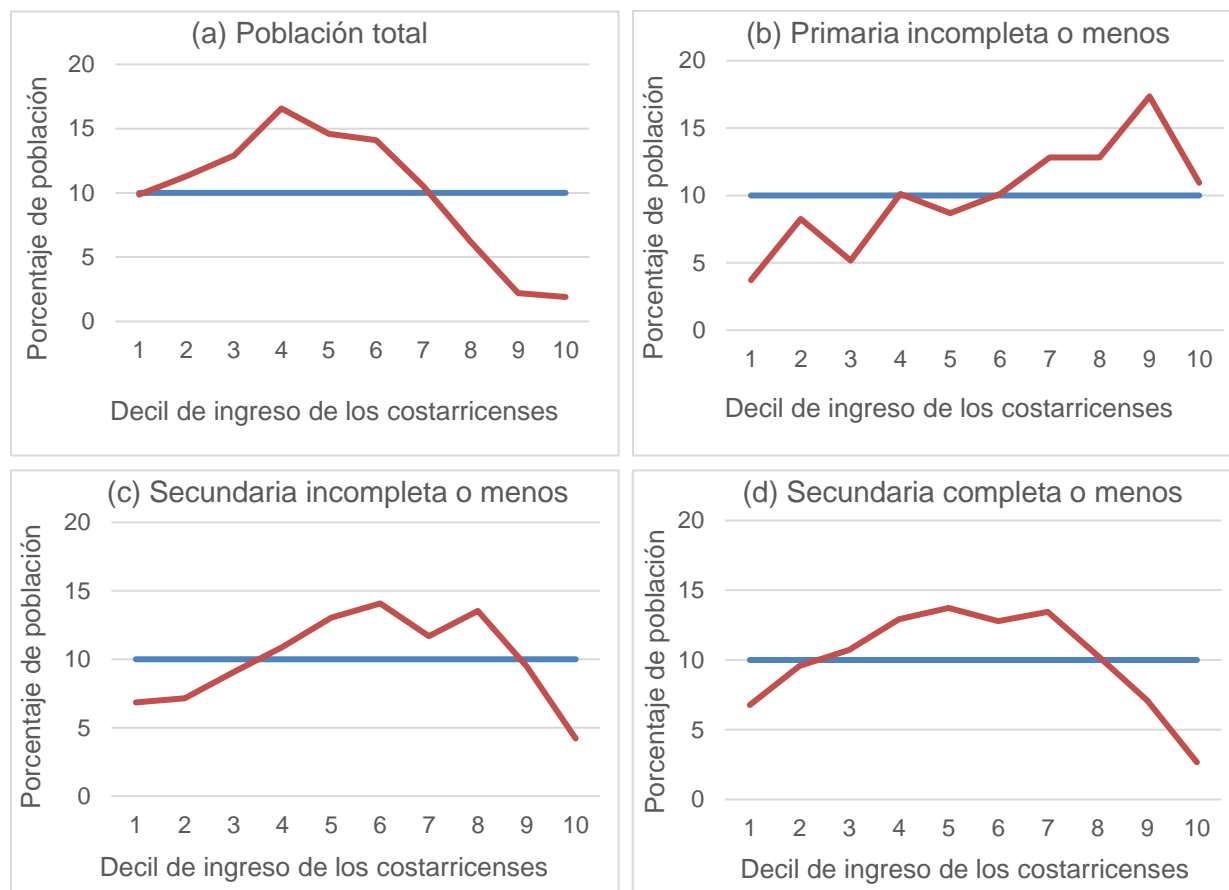 (a) Población total
Porcentaje de población
20
15
10
5
0
1 2 3 4 5 6 7 8 9 10
Decil de ingreso de los costarricenses
(b) Primaria incompleta o menos
Porcentaje de población
20
15
10
5
0
1 2 3 4 5 6 7 8 9 10
Decil de ingreso de los costarricenses
(c) Secundaria incompleta o menos
Porcentaje de población
20
15
10
5
0
1 2 3 4 5 6 7 8 9 10
Decil de ingreso de los costarricenses
(d) Secundaria completa o menos
Porcentaje de población
20
15
10
5
0
1 2 3 4 5 6 7 8 9 10
Decil de ingreso de los costarricenses